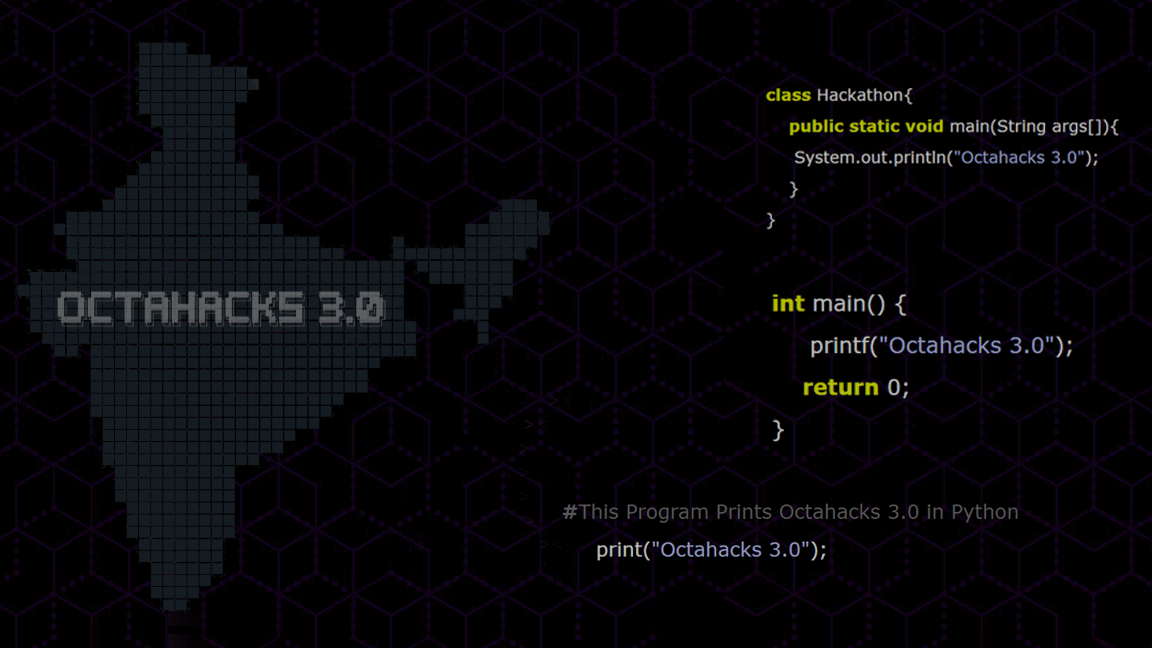 OCTAHACKS 3.0
class Hackathon{
public static void main(String args[]){
System.out.println("Octahacks 3.0");
}
}
int main() {
printf("Octahacks 3.0");
return 0;
}
#This Program Prints Octahacks 3.0 in Python
print("Octahacks 3.0");